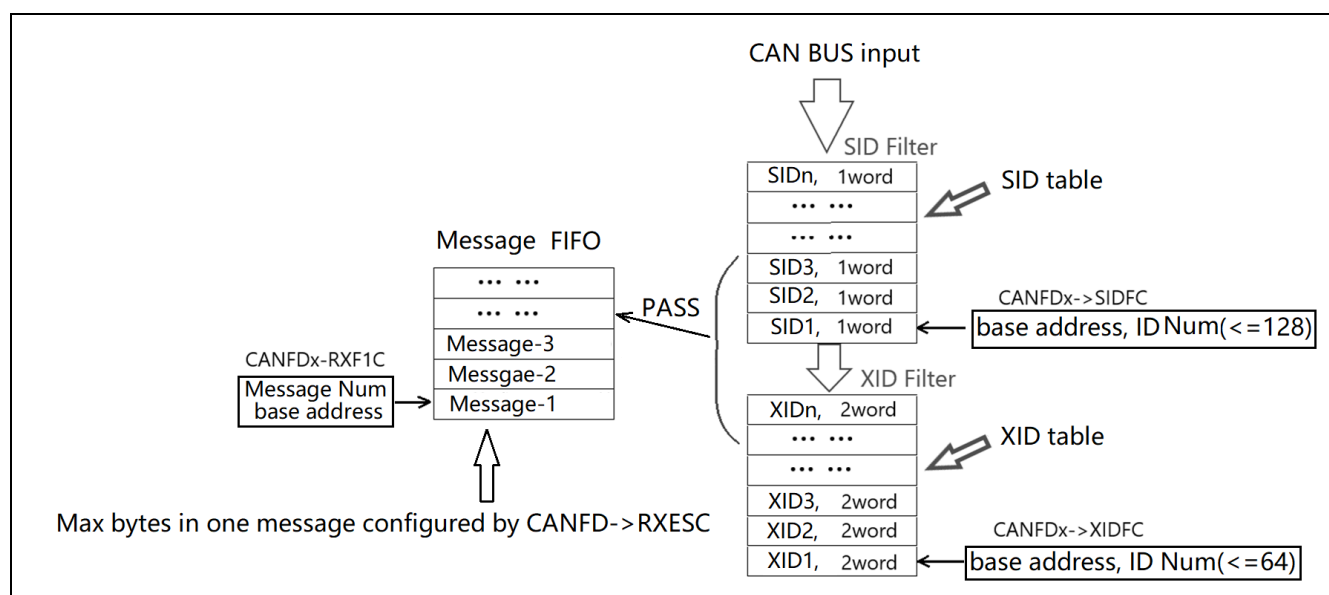 CAN BUS input
SID Filter
SIDn, 1word
... ...
... ...
SID3, 1word
SID2, 1word
SID1, 1word
SID table
CANFDx->SIDFC
base address, ID Num(<=128)
Message FIFO
... ...
... ...
Message-3
Messgae-2
Message-1
PASS
CANFDx-RXF1C
Message Num
base address
Max bytes in one message configured by CANFD->RXESC
XID Filter
XIDn, 2word
... ...
... ...
XID3, 2word
XID2, 2word
XID1, 2word
XID table
CANFDx->XIDFC
base address, ID Num(<=64)